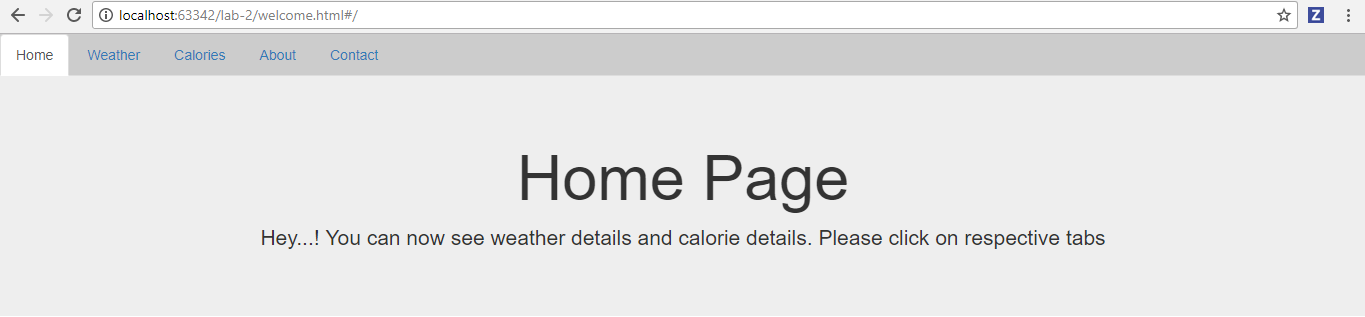 localhost:63342/lab-2/welcome.html#/
Z
Home Weather Calories About Contact
Home Page
Hey...! You can now see weather details and calorie details. Please click on respective tabs